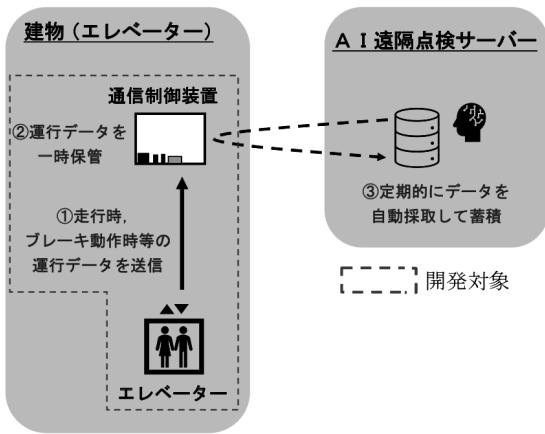 建物（エレベーター）
通信制御装置
②運行データを
一時保管
①走行時，
ブレーキ動作時等の
運行データを送信
エレベーター
ＡＩ遠隔点検サーバー
③定期的にデータを
自動採取して蓄積
開発対象